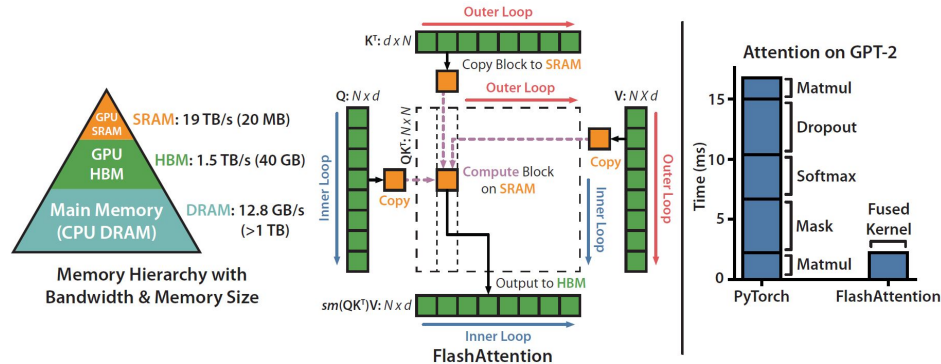 GPU
SRAM
GPU
HBM
Main Memory
(CPU DRAM)
SRAM: 19 TB/s (20 MB)
HBM: 1.5 TB/s (40 GB)
DRAM: 12.8 GB/s
(>1 TB)
Memory Hierarchy with
Bandwidth & Memory Size
Outer Loop
Kᵀ: d x N
Copy Block to SRAM
Outer Loop
Q: N x d
QKᵀ: N x N
V: N X d
Inner Loop
Copy
Compute Block
on SRAM
Copy
Inner Loop
Outer Loop
Output to HBM
sm(QKᵀ)V: N x d
Inner Loop
FlashAttention
Attention on GPT-2
Time (ms)
15
10
5
0
Matmul
Dropout
Softmax
Mask
Matmul
Fused
Kernel
PyTorch
FlashAttention